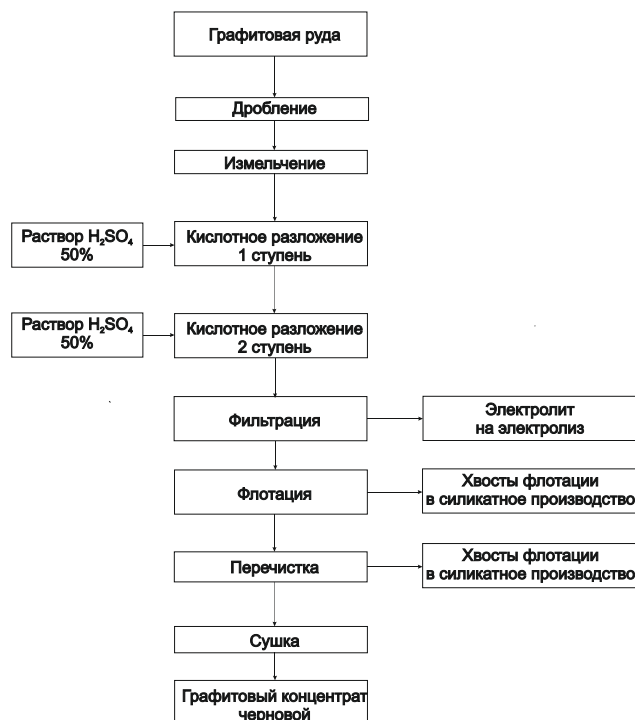 Графитовая руда
Дробление
Измельчение
Раствор H₂SO₄
50%
Кислотное разложение
1 ступень
Раствор H₂SO₄
50%
Кислотное разложение
2 ступень
Фильтрация
Электролит
на электролиз
Флотация
Хвосты флотации
в силикатное производство
Перечистка
Хвосты флотации
в силикатное производство
Сушка
Графитовый концентрат
черновой